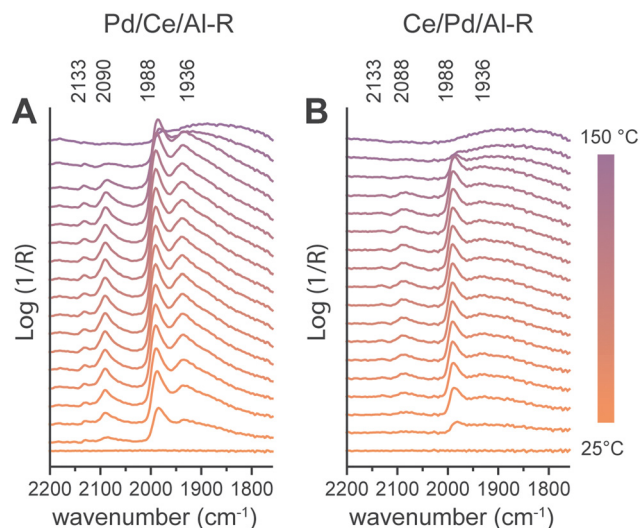 Pd/Ce/Al-R
2133
2090
1988
1936
A
Log (1/R)
2200 2100 2000 1900 1800
wavenumber (cm⁻¹)
Ce/Pd/Al-R
2133
2088
1988
1936
B
Log (1/R)
2200 2100 2000 1900 1800
wavenumber (cm⁻¹)
150 °C
25°C